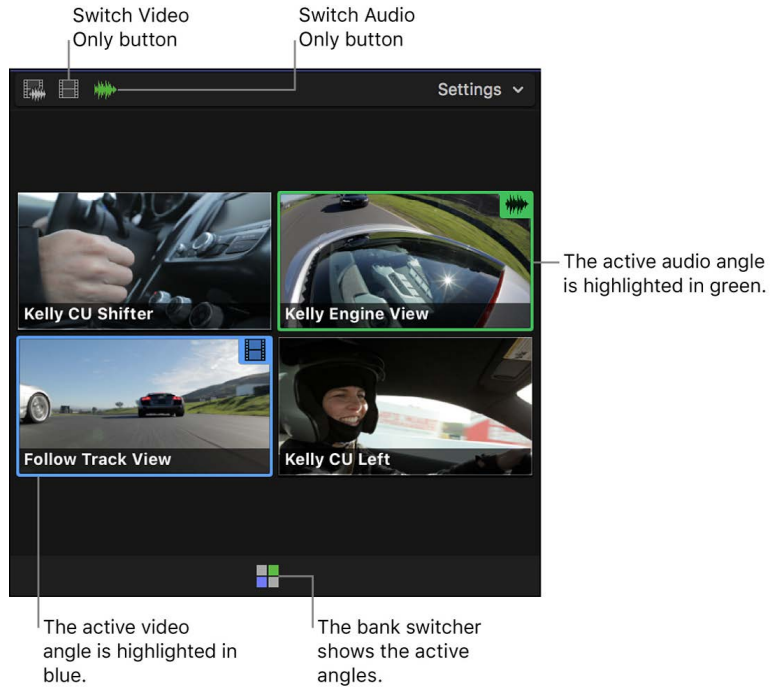 Switch Video
Only button
Switch Audio
Only button
Settings
Kelly CU Shifter
Kelly Engine View
The active audio angle
is highlighted in green.
Follow Track View
Kelly CU Left
The active video
angle is highlighted in
blue.
The bank switcher
shows the active
angles.